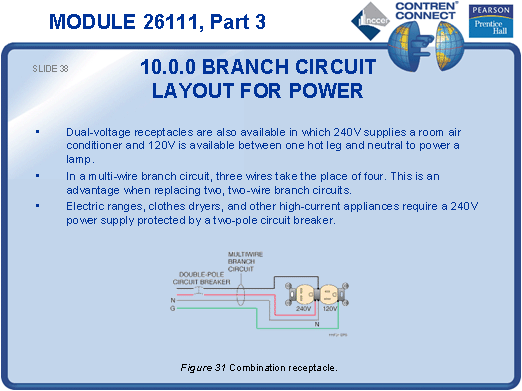 MODULE 26111, Part 3
nccer
CONTREN®
CONNECT
PEARSON
Prentice
Hall
SLIDE 38
10.0.0 BRANCH CIRCUIT
LAYOUT FOR POWER
• Dual-voltage receptacles are also available in which 240V supplies a room air
conditioner and 120V is available between one hot leg and neutral to power a
lamp.
• In a multi-wire branch circuit, three wires take the place of four. This is an
advantage when replacing two, two-wire branch circuits.
• Electric ranges, clothes dryers, and other high-current appliances require a 240V
power supply protected by a two-pole circuit breaker.
MULTIWIRE
BRANCH
CIRCUIT
DOUBLE-POLE
CIRCUIT BREAKER
N
G
240V
120V
N
Figure 31 Combination receptacle.